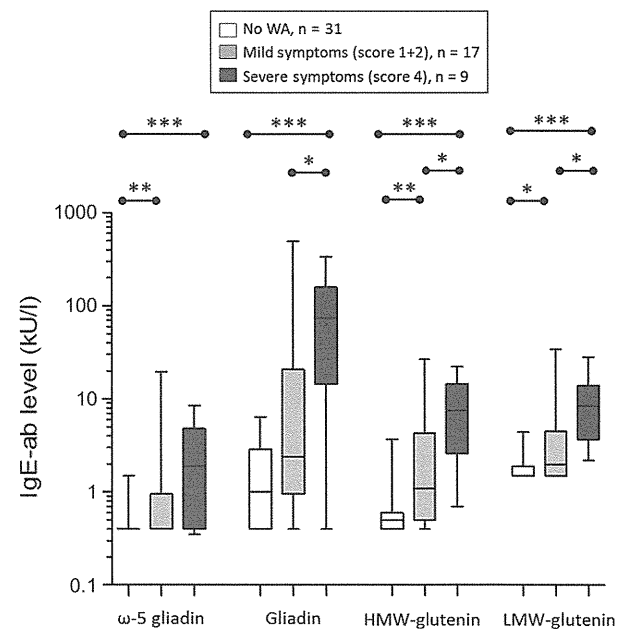 No WA, n = 31
Mild symptoms (score 1+2), n = 17
Severe symptoms (score 4), n = 9
*** *** *** ***
* * *
** ** *
1000
100
10
1
0.1
IgE-ab level (kU/l)
ω-5 gliadin Gliadin HMW-glutenin LMW-glutenin